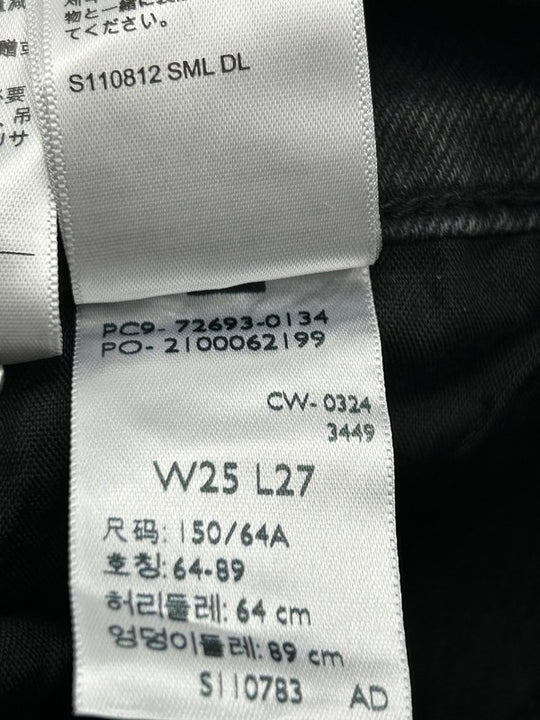 物と一緒に
てください。
S110812 SML DL
PC9- 72693-0134
PO- 2100062199
CW- 0324
3449
W25 L27
尺码: 150/64A
호칭: 64-89
허리둘레: 64 cm
엉덩이둘레: 89 cm
S110783 AD